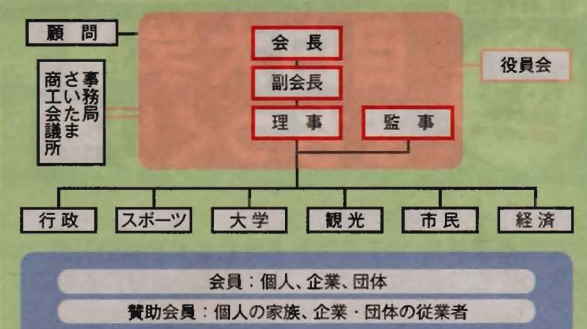 顧問
会長
副会長
理事
監事
役員会
事務局
さいたま
商工会議所
行政
スポーツ
大学
観光
市民
経済
会員：個人、企業、団体
賛助会員：個人の家族、企業・団体の従業者